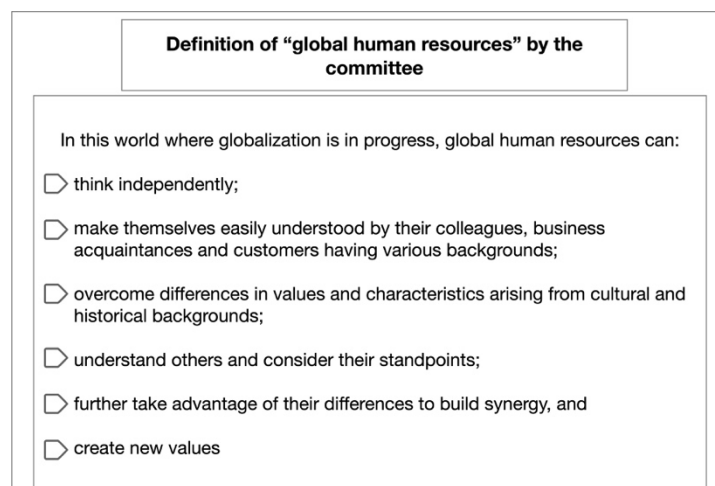 Definition of “global human resources” by the
committee
In this world where globalization is in progress, global human resources can:
think independently;
make themselves easily understood by their colleagues, business
acquaintances and customers having various backgrounds;
overcome differences in values and characteristics arising from cultural and
historical backgrounds;
understand others and consider their standpoints;
further take advantage of their differences to build synergy, and
create new values